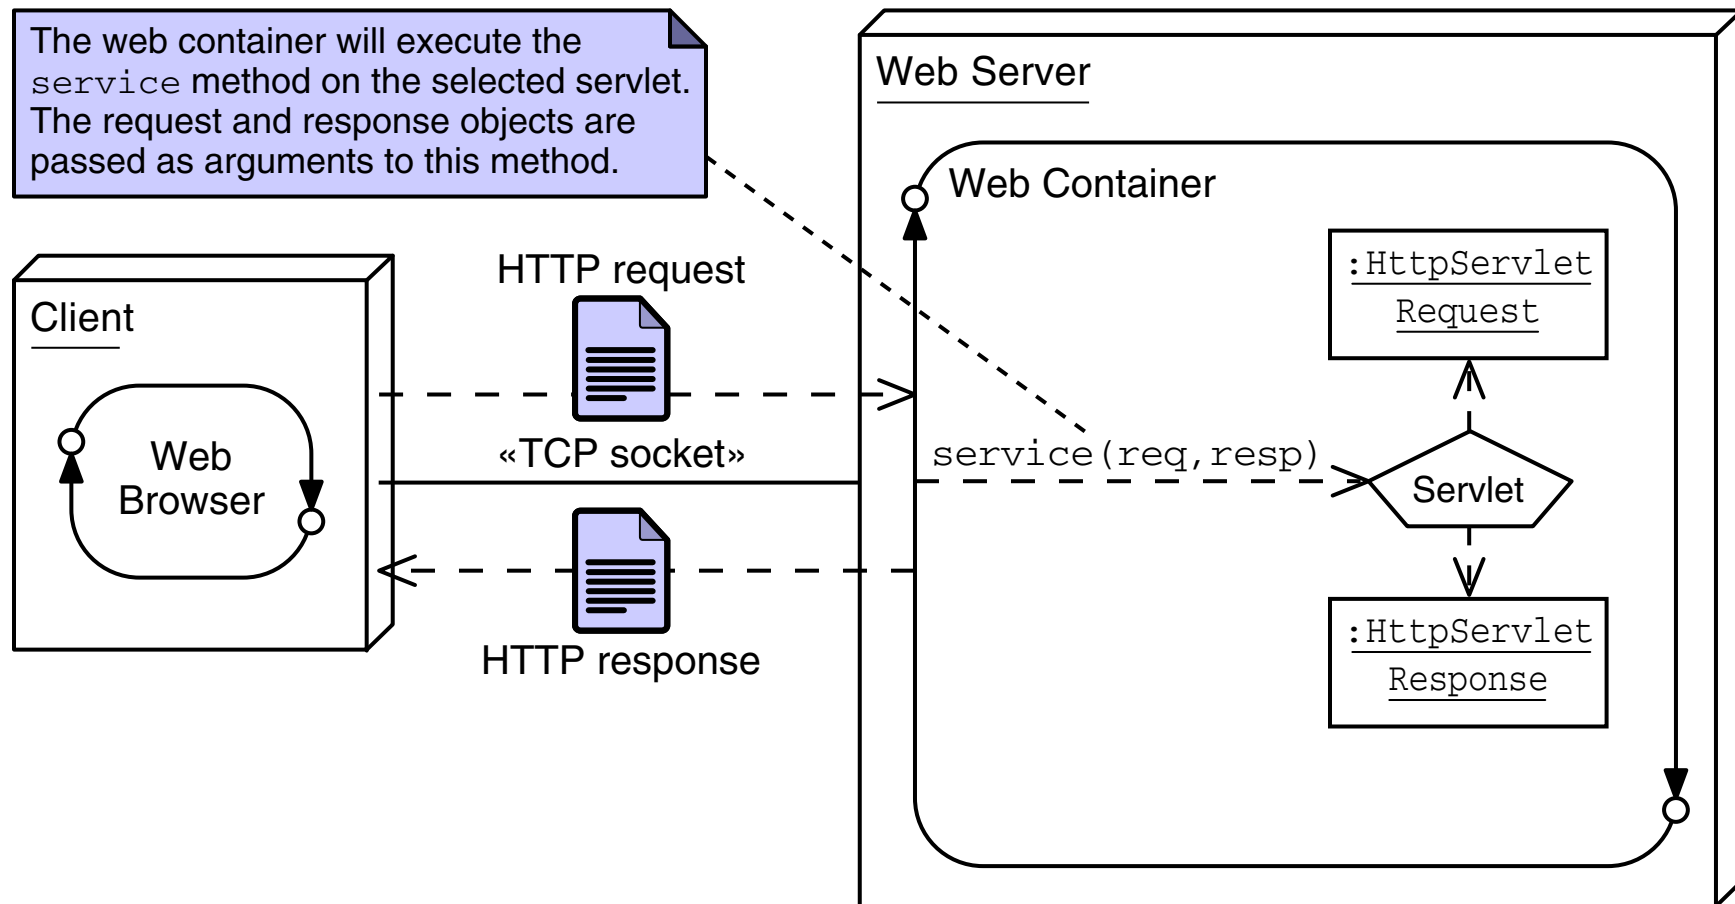 The web container will execute the
service method on the selected servlet.
The request and response objects are
passed as arguments to this method.
Web Server
Web Container
:HttpServlet
Request
HTTP request
Client
«TCP socket»
service(req,resp)
Web
Browser
Servlet
HTTP response
:HttpServlet
Response